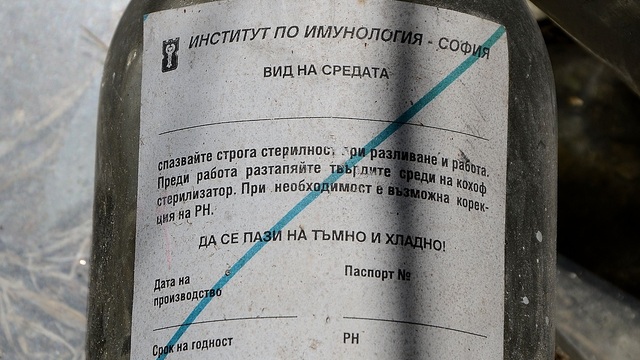 ИНСТИТУТ ПО ИМУНОЛОГИЯ - СОФИЯ
ВИД НА СРЕДАТА
спазвайте строга стерилност при разливане и работа.
Преди работа разтапяйте твърдите среди на кохоф
стерилизатор. При необходимост е възможна корек-
ция на PH.
ДА СЕ ПАЗИ НА ТЪМНО И ХЛАДНО!
Дата на Паспорт №
производство
Срок на годност PH